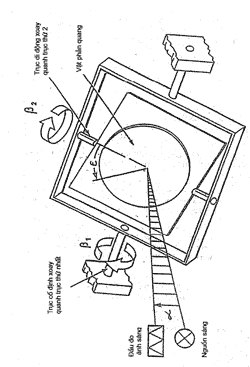 Trục di động xoay
quanh trục thứ 2
Vật phản quang
β₂
ε
β₁
Trục cố định xoay
quanh trục thứ nhất
α
Đầu đo
ánh sáng
Nguồn sáng